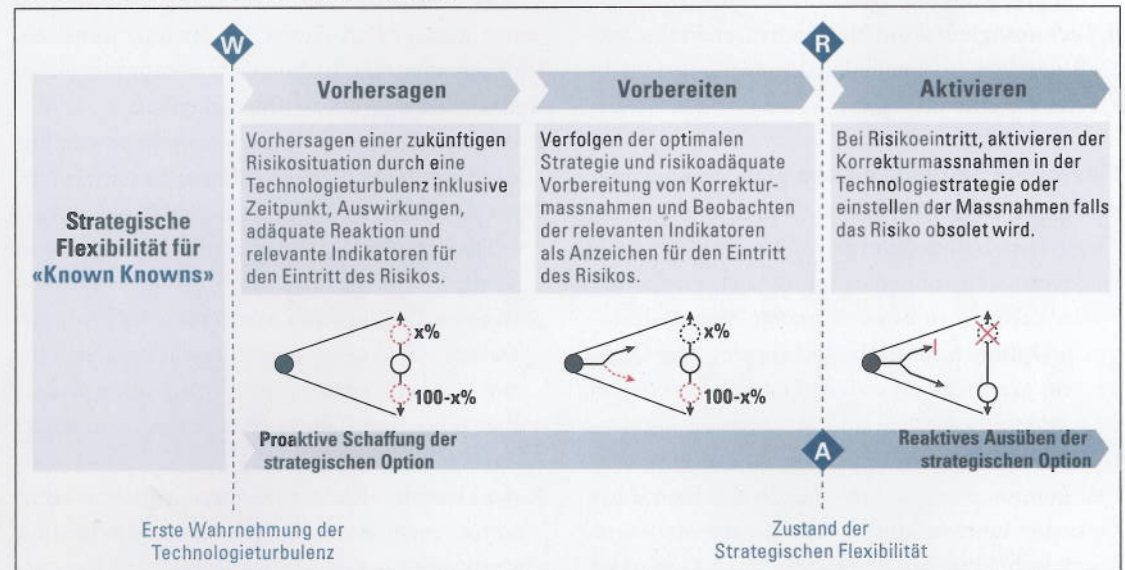 W
R
Vorhersagen
Vorbereiten
Aktivieren
Strategische
Flexibilität für
«Known Knowns»
Vorhersagen einer zukünftigen
Risikosituation durch eine
Technologieturbulenz inklusive
Zeitpunkt, Auswirkungen,
adäquate Reaktion und
relevante Indikatoren für
den Eintritt des Risikos.
Verfolgen der optimalen
Strategie und risikoadäquate
Vorbereitung von Korrektur-
massnahmen und Beobachten
der relevanten Indikatoren
als Anzeichen für den Eintritt
des Risikos.
Bei Risikoeintritt, aktivieren der
Korrekturmassnahmen in der
Technologiestrategie oder
einstellen der Massnahmen falls
das Risiko obsolet wird.
x%
100-x%
x%
100-x%
Proaktive Schaffung der
strategischen Option
A
Reaktives Ausüben der
strategischen Option
Erste Wahrnehmung der
Technologieturbulenz
Zustand der
Strategischen Flexibilität